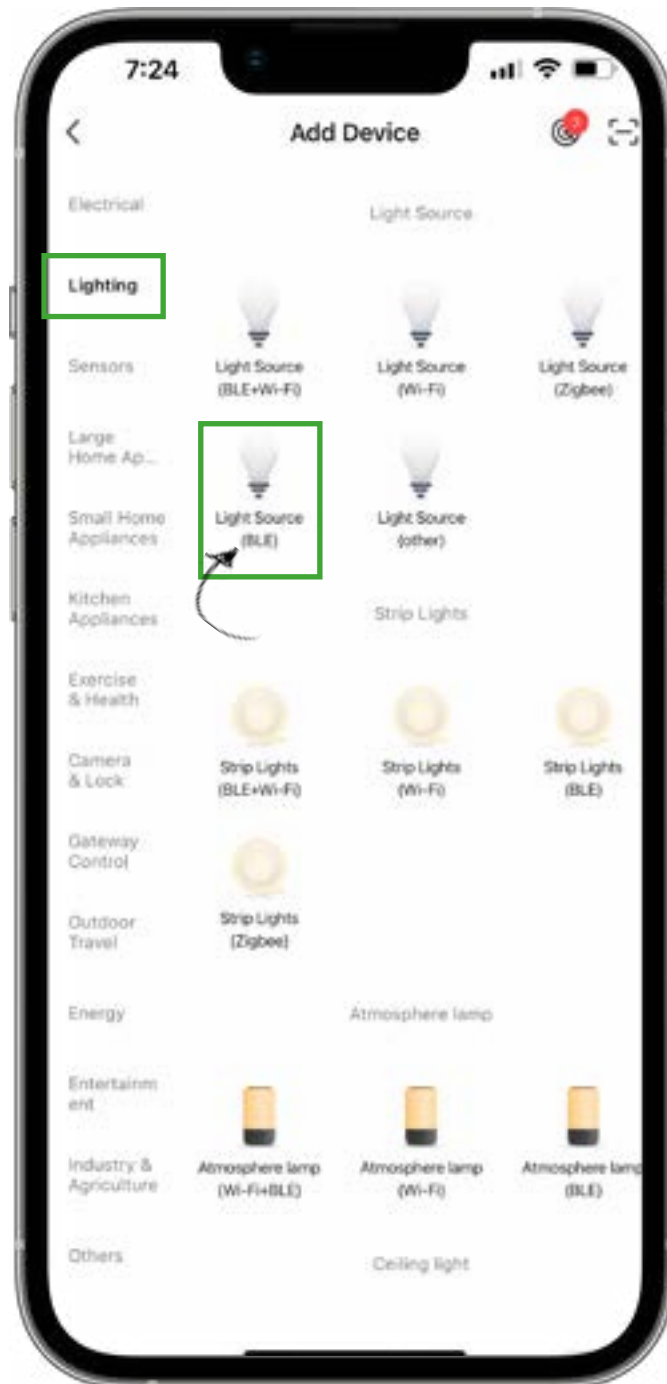 7:24
Add Device
3
Electrical
Lighting
Sensors
Large
Home Ap...
Small Home
Appliances
Kitchen
Appliances
Exercise
& Health
Camera
& Lock
Gateway
Control
Outdoor
Travel
Energy
Entertainm
ent
Industry &
Agriculture
Others
Light Source
Light Source
(BLE+Wi-Fi)
Light Source
(Wi-Fi)
Light Source
(Zigbee)
Light Source
(BLE)
Light Source
(other)
Strip Lights
Strip Lights
(BLE+Wi-Fi)
Strip Lights
(Wi-Fi)
Strip Lights
(BLE)
Strip Lights
(Zigbee)
Atmosphere lamp
Atmosphere lamp
(Wi-Fi+BLE)
Atmosphere lamp
(Wi-Fi)
Atmosphere lamp
(BLE)
Ceiling light